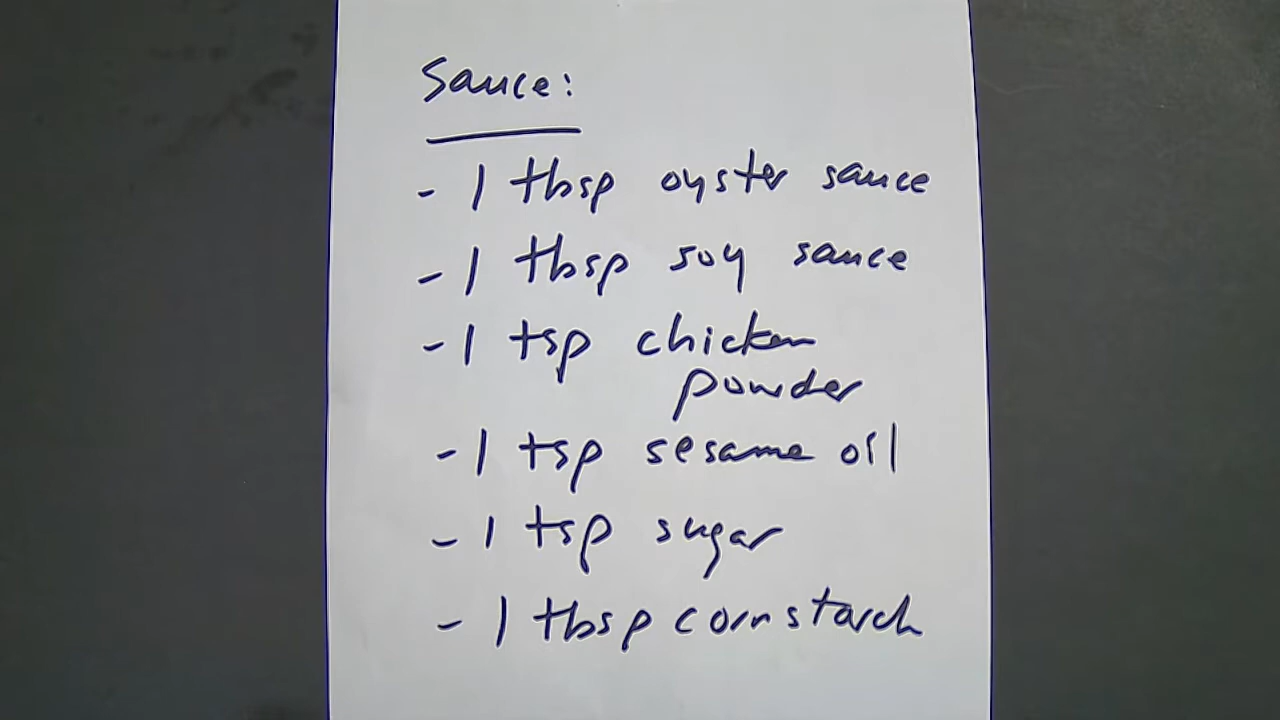 Sauce:
- 1 tbsp oyster sauce
- 1 tbsp soy sauce
- 1 tsp chicken
powder
- 1 tsp sesame oil
- 1 tsp sugar
- 1 tbsp cornstarch